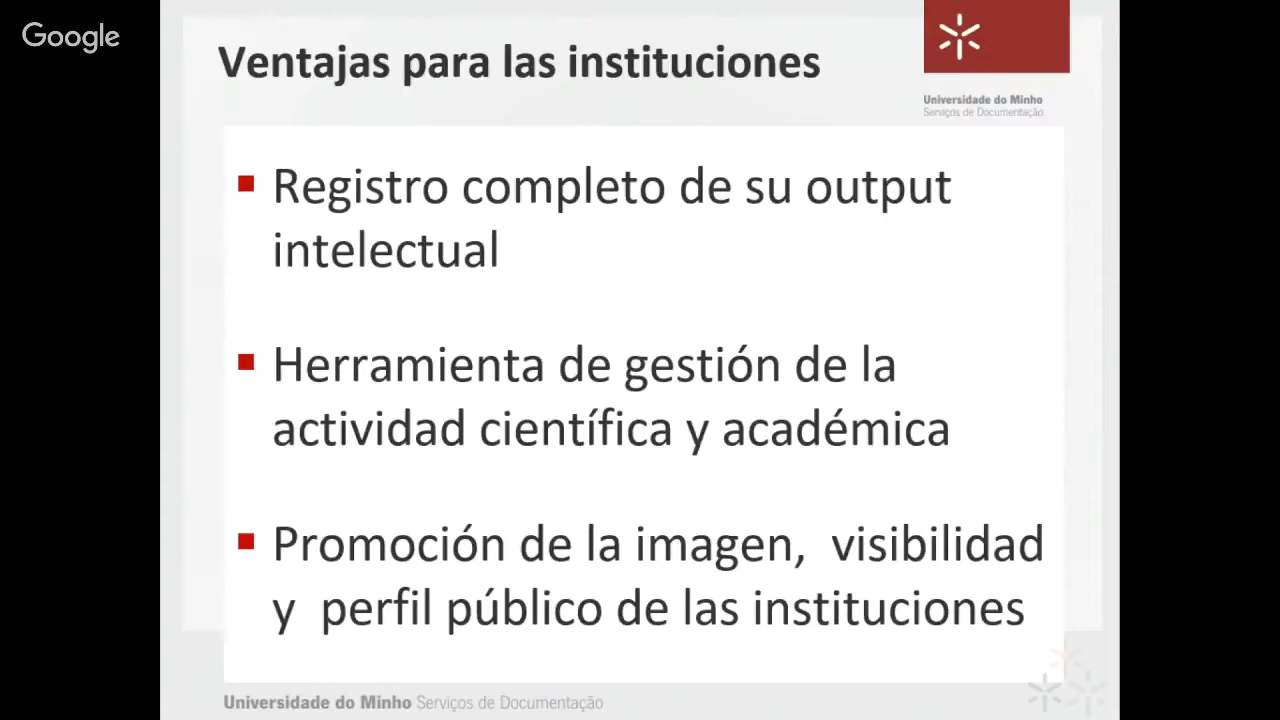 Google
Ventajas para las instituciones
Universidade do Minho
Serviços de Documentação
Registro completo de su output
intelectual
Herramienta de gestión de la
actividad científica y académica
Promoción de la imagen, visibilidad
y perfil público de las instituciones
Universidade do Minho Serviços de Documentação